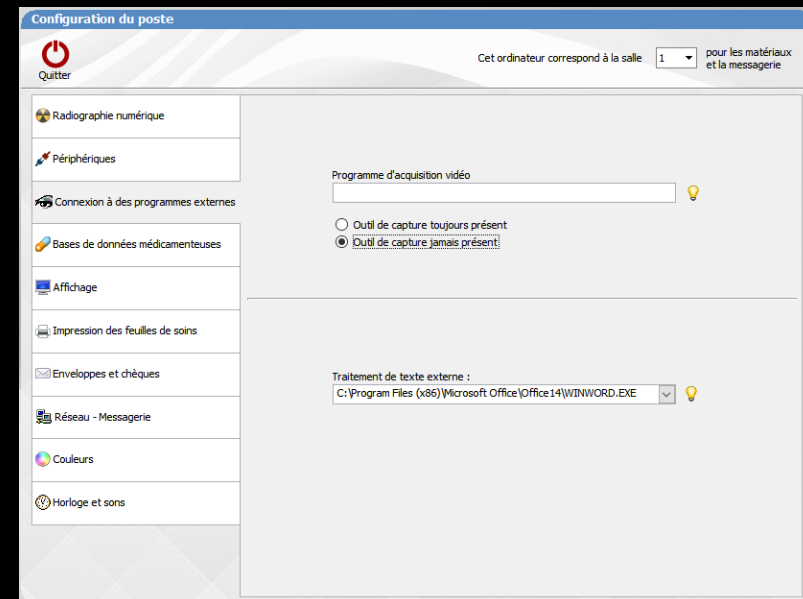 Configuration du poste
Quitter
Cet ordinateur correspond à la salle 1 pour les matériaux
et la messagerie
Radiographie numérique
Périphériques
Connexion à des programmes externes
Bases de données médicamenteuses
Affichage
Impression des feuilles de soins
Enveloppes et chèques
Réseau - Messagerie
Couleurs
Horloge et sons
Programme d'acquisition vidéo
Outil de capture toujours présent
Outil de capture jamais présent
Traitement de texte externe :
C:\Program Files (x86)\Microsoft Office\Office14\WINWORD.EXE